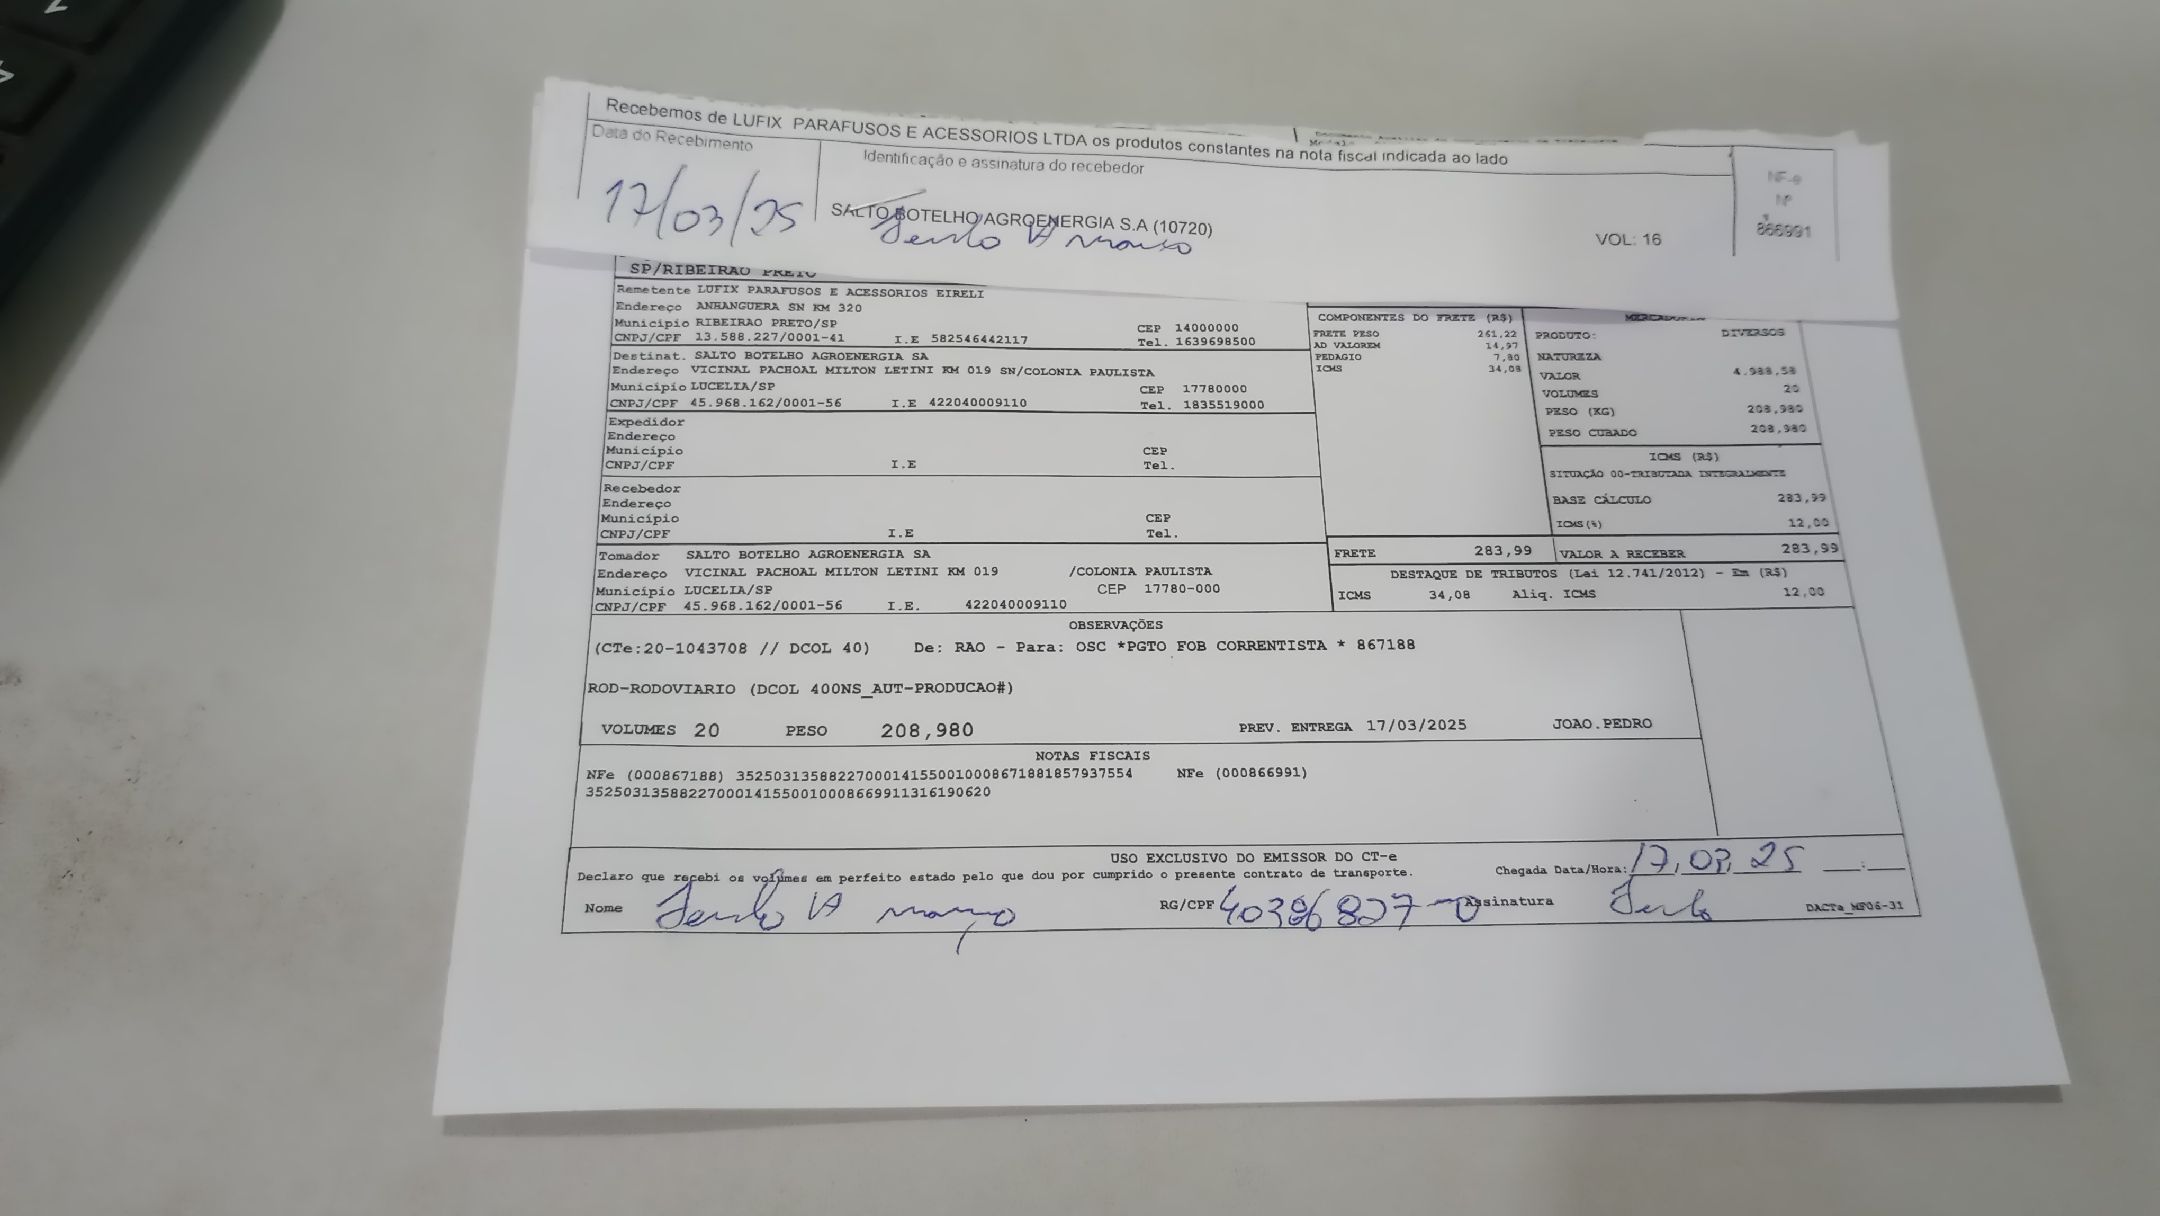 Recebemos de LUFIX PARAFUSOS E ACESSORIOS LTDA os produtos constantes na nota fiscal indicada ao lado
Data do Recebimento
Identificação e assinatura do recebedor
NF-e
Nº
866991
17/03/25
SALTO BOTELHO AGROENERGIA S.A (10720)
VOL: 16
SP/RIBEIRAO PRETO
Remetente LUFIX PARAFUSOS E ACESSORIOS EIRELI
Endereço ANHANGUERA SN KM 320
Município RIBEIRAO PRETO/SP CEP 14000000
CNPJ/CPF 13.588.227/0001-41 I.E 582546442117 Tel. 1639698500
Destinat. SALTO BOTELHO AGROENERGIA SA
Endereço VICINAL PACHOAL MILTON LETINI KM 019 SN/COLONIA PAULISTA
Município LUCELIA/SP CEP 17780000
CNPJ/CPF 45.968.162/0001-56 I.E 422040009110 Tel. 1835519000
Expedidor
Endereço
Município CEP
CNPJ/CPF I.E Tel.
Recebedor
Endereço
Município CEP
CNPJ/CPF I.E Tel.
Tomador SALTO BOTELHO AGROENERGIA SA
Endereço VICINAL PACHOAL MILTON LETINI KM 019 /COLONIA PAULISTA
Município LUCELIA/SP CEP 17780-000
CNPJ/CPF 45.968.162/0001-56 I.E. 422040009110
COMPONENTES DO FRETE (R$)
FRETE PESO 261,22
AD VALOREM 14,97
PEDAGIO 7,80
ICMS 34,08
PRODUTO: DIVERSOS
NATUREZA
VALOR 4.988,58
VOLUMES 20
PESO (KG) 208,980
PESO CUBADO 208,980
ICMS (R$)
SITUAÇÃO 00-TRIBUTADA INTEGRALMENTE
BASE CÁLCULO 283,99
ICMS(%) 12,00
FRETE 283,99 VALOR A RECEBER 283,99
DESTAQUE DE TRIBUTOS (Lei 12.741/2012) - Em (R$)
ICMS 34,08 Aliq. ICMS 12,00
OBSERVAÇÕES
(CTe:20-1043708 // DCOL 40) De: RAO - Para: OSC *PGTO FOB CORRENTISTA * 867188
ROD-RODOVIARIO (DCOL 400NS_AUT-PRODUCAO#)
VOLUMES 20 PESO 208,980 PREV. ENTREGA 17/03/2025 JOAO.PEDRO
NOTAS FISCAIS
NFe (000867188) 35250313588227000141550010008671881857937554 NFe (000866991)
35250313588227000141550010008669911316190620
USO EXCLUSIVO DO EMISSOR DO CT-e
Declaro que recebi os volumes em perfeito estado pelo que dou por cumprido o presente contrato de transporte.
Chegada Data/Hora: 17,03,25 ___:___
Nome RG/CPF Assinatura DACTe_MF06-31